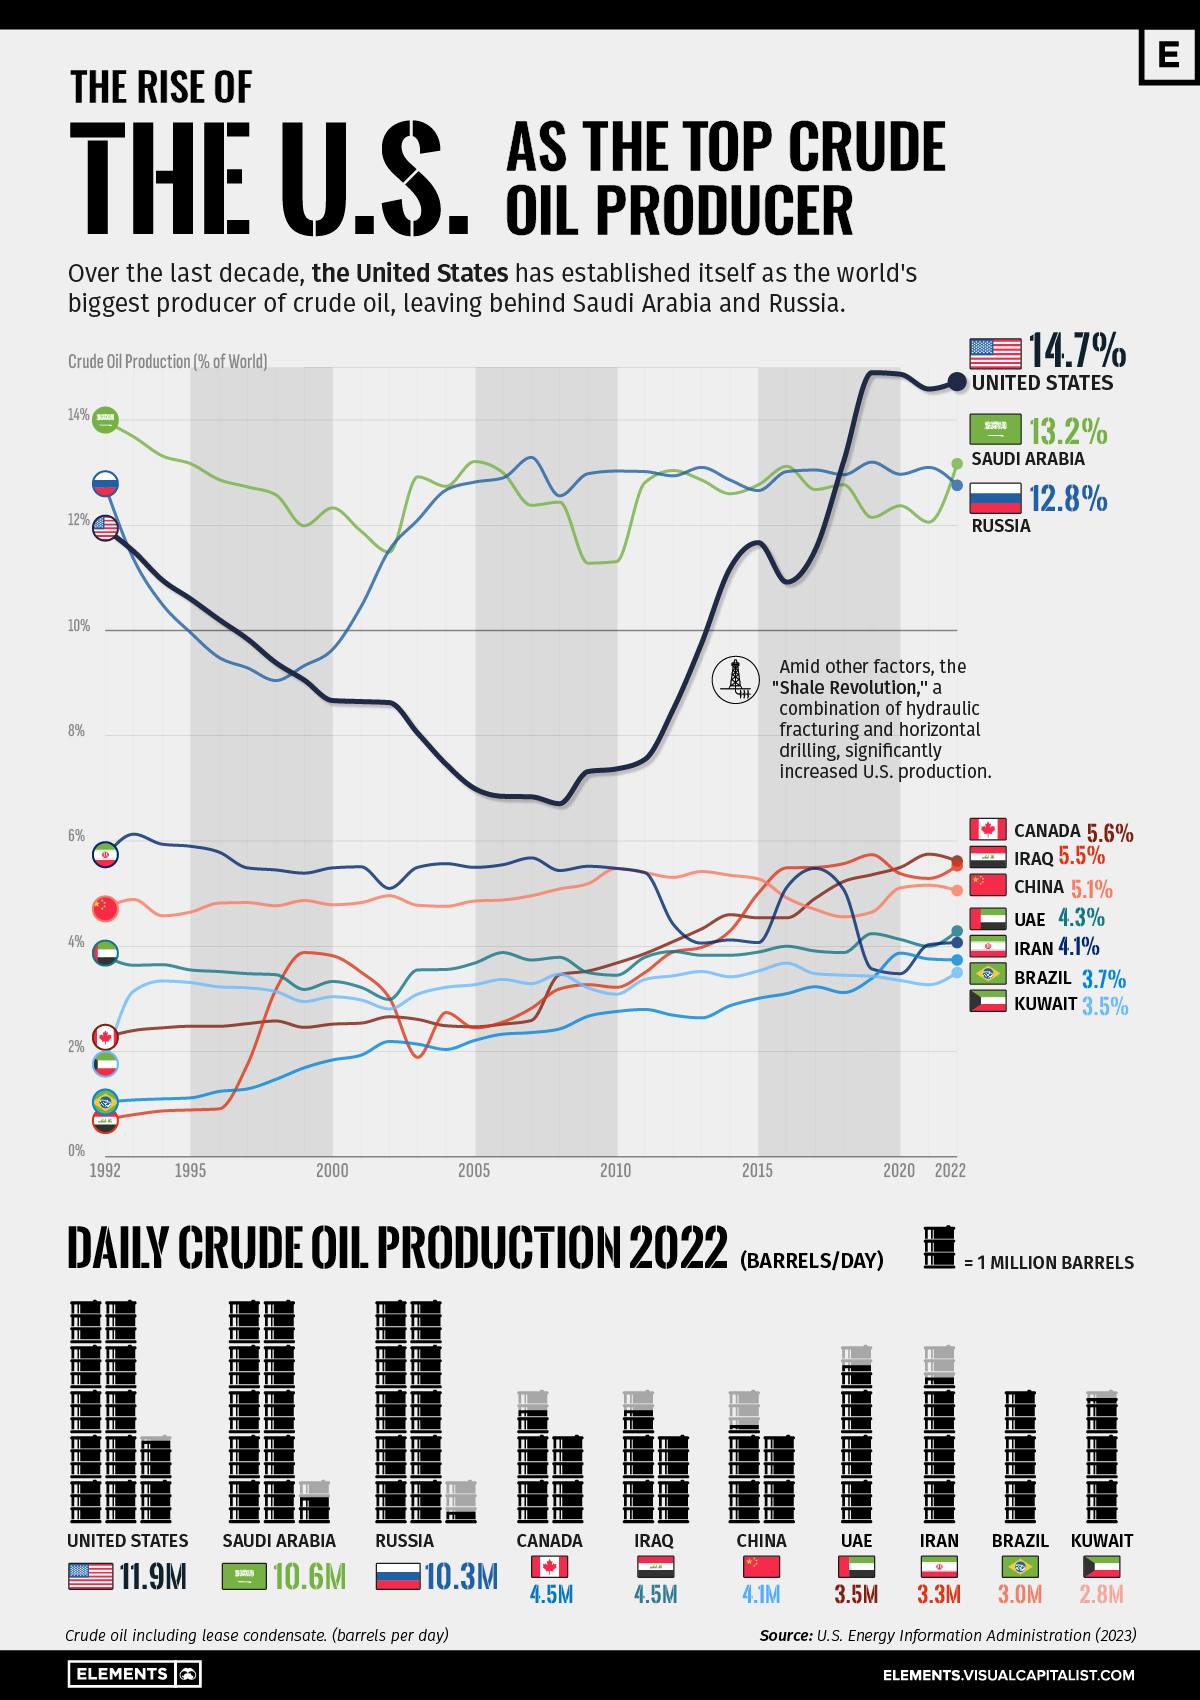 E
THE RISE OF
THE U.S. AS THE TOP CRUDE
OIL PRODUCER
Over the last decade, the United States has established itself as the world's
biggest producer of crude oil, leaving behind Saudi Arabia and Russia.
Crude Oil Production (% of World)
14%
12%
10%
8%
6%
4%
2%
0%
1992 1995 2000 2005 2010 2015 2020 2022
14.7%
UNITED STATES
13.2%
SAUDI ARABIA
12.8%
RUSSIA
Amid other factors, the
"Shale Revolution," a
combination of hydraulic
fracturing and horizontal
drilling, significantly
increased U.S. production.
CANADA 5.6%
IRAQ 5.5%
CHINA 5.1%
UAE 4.3%
IRAN 4.1%
BRAZIL 3.7%
KUWAIT 3.5%
DAILY CRUDE OIL PRODUCTION 2022 (BARRELS/DAY)
= 1 MILLION BARRELS
UNITED STATES SAUDI ARABIA RUSSIA CANADA IRAQ CHINA UAE IRAN BRAZIL KUWAIT
11.9M 10.6M 10.3M 4.5M 4.5M 4.1M 3.5M 3.3M 3.0M 2.8M
Crude oil including lease condensate. (barrels per day)
Source: U.S. Energy Information Administration (2023)
ELEMENTS
ELEMENTS.VISUALCAPITALIST.COM